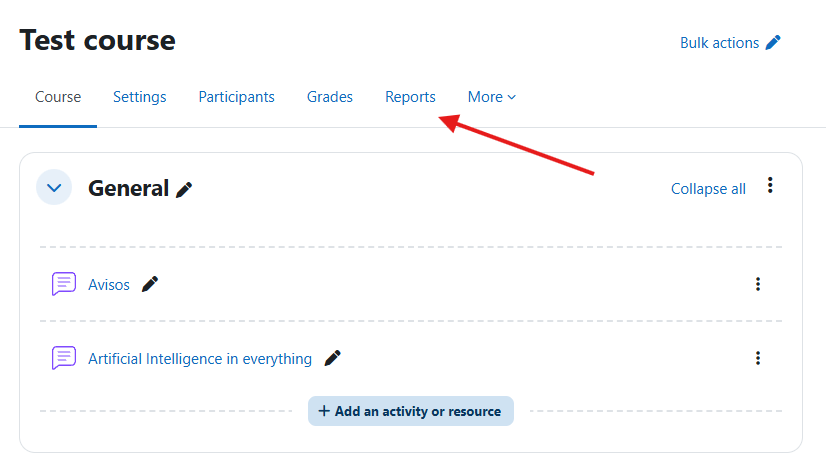 Test course
Bulk actions
Course Settings Participants Grades Reports More
General
Collapse all
Avisos
Artificial Intelligence in everything
+ Add an activity or resource